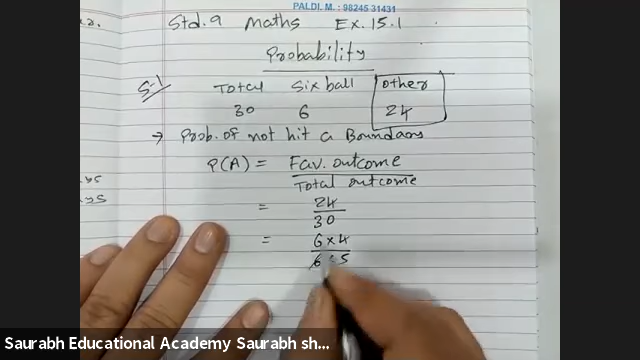 PALDI. M. : 98245 31431
Std. 9 Maths Ex. 15.1
Probability
S-1
Total Six ball other
30 6 24
→ Prob. of not hit a Boundary
P(A) = Fav. outcome
Total outcome
= 24
30
= 6 x 4
6 x 5
Saurabh Educational Academy Saurabh sh...